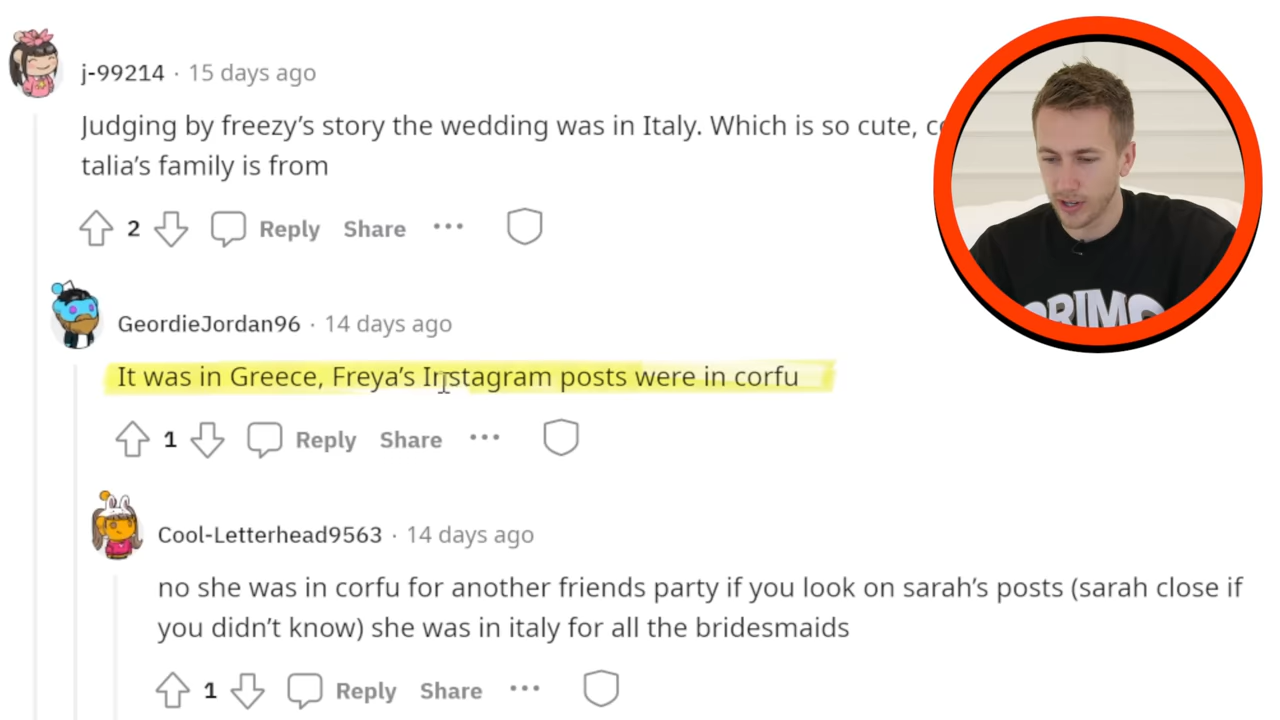 j-99214 · 15 days ago
Judging by freezy's story the wedding was in Italy. Which is so cute,
talia's family is from
2 Reply Share ···
GeordieJordan96 · 14 days ago
It was in Greece, Freya's Instagram posts were in corfu
1 Reply Share ···
Cool-Letterhead9563 · 14 days ago
no she was in corfu for another friends party if you look on sarah's posts (sarah close if
you didn't know) she was in italy for all the bridesmaids
1 Reply Share ···